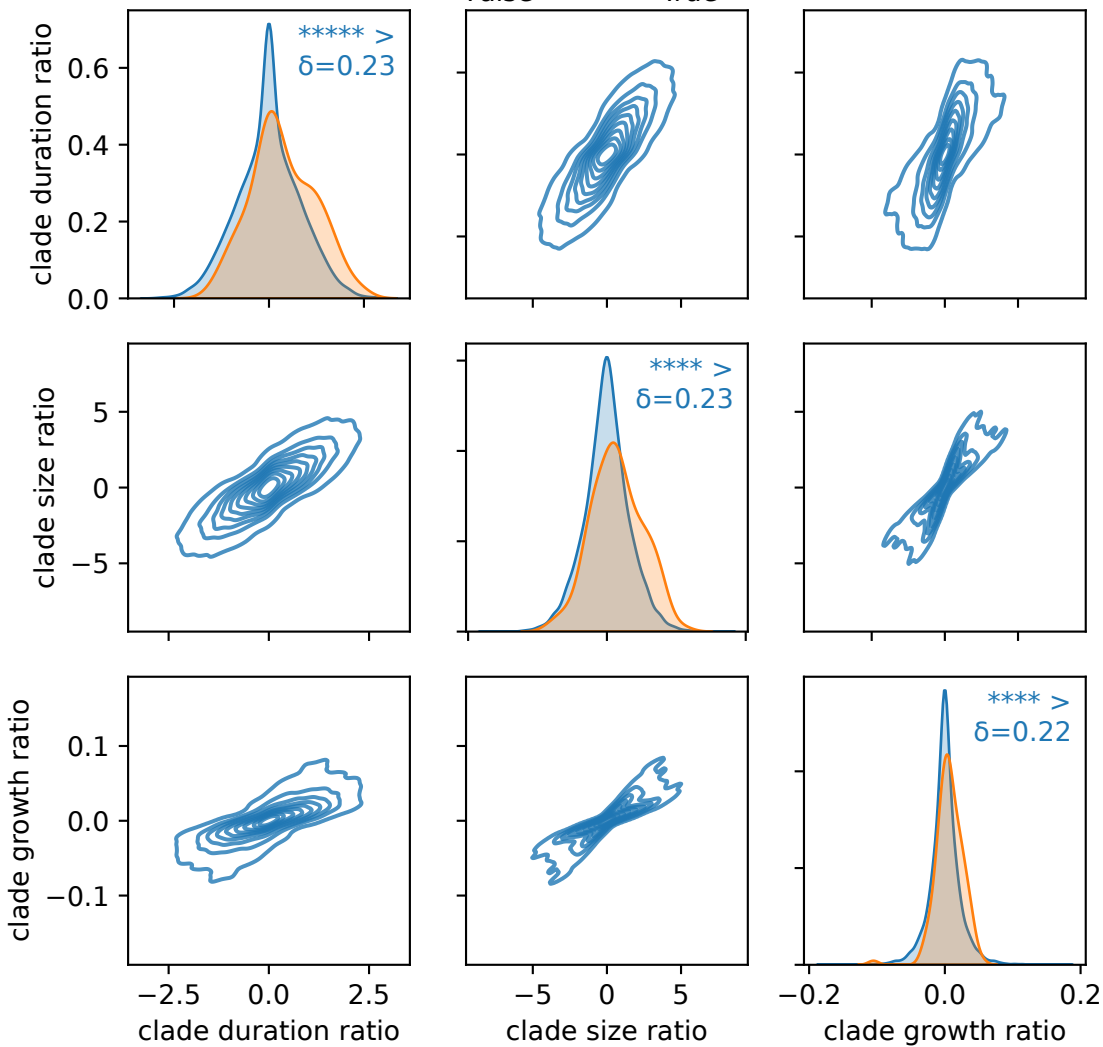 clade duration ratio
0.6
0.4
0.2
0.0
***** >
δ=0.23
clade size ratio
5
0
−5
**** >
δ=0.23
clade growth ratio
0.1
0.0
−0.1
**** >
δ=0.22
−2.5 0.0 2.5
−5 0 5
−0.2 0.0 0.2
clade duration ratio
clade size ratio
clade growth ratio